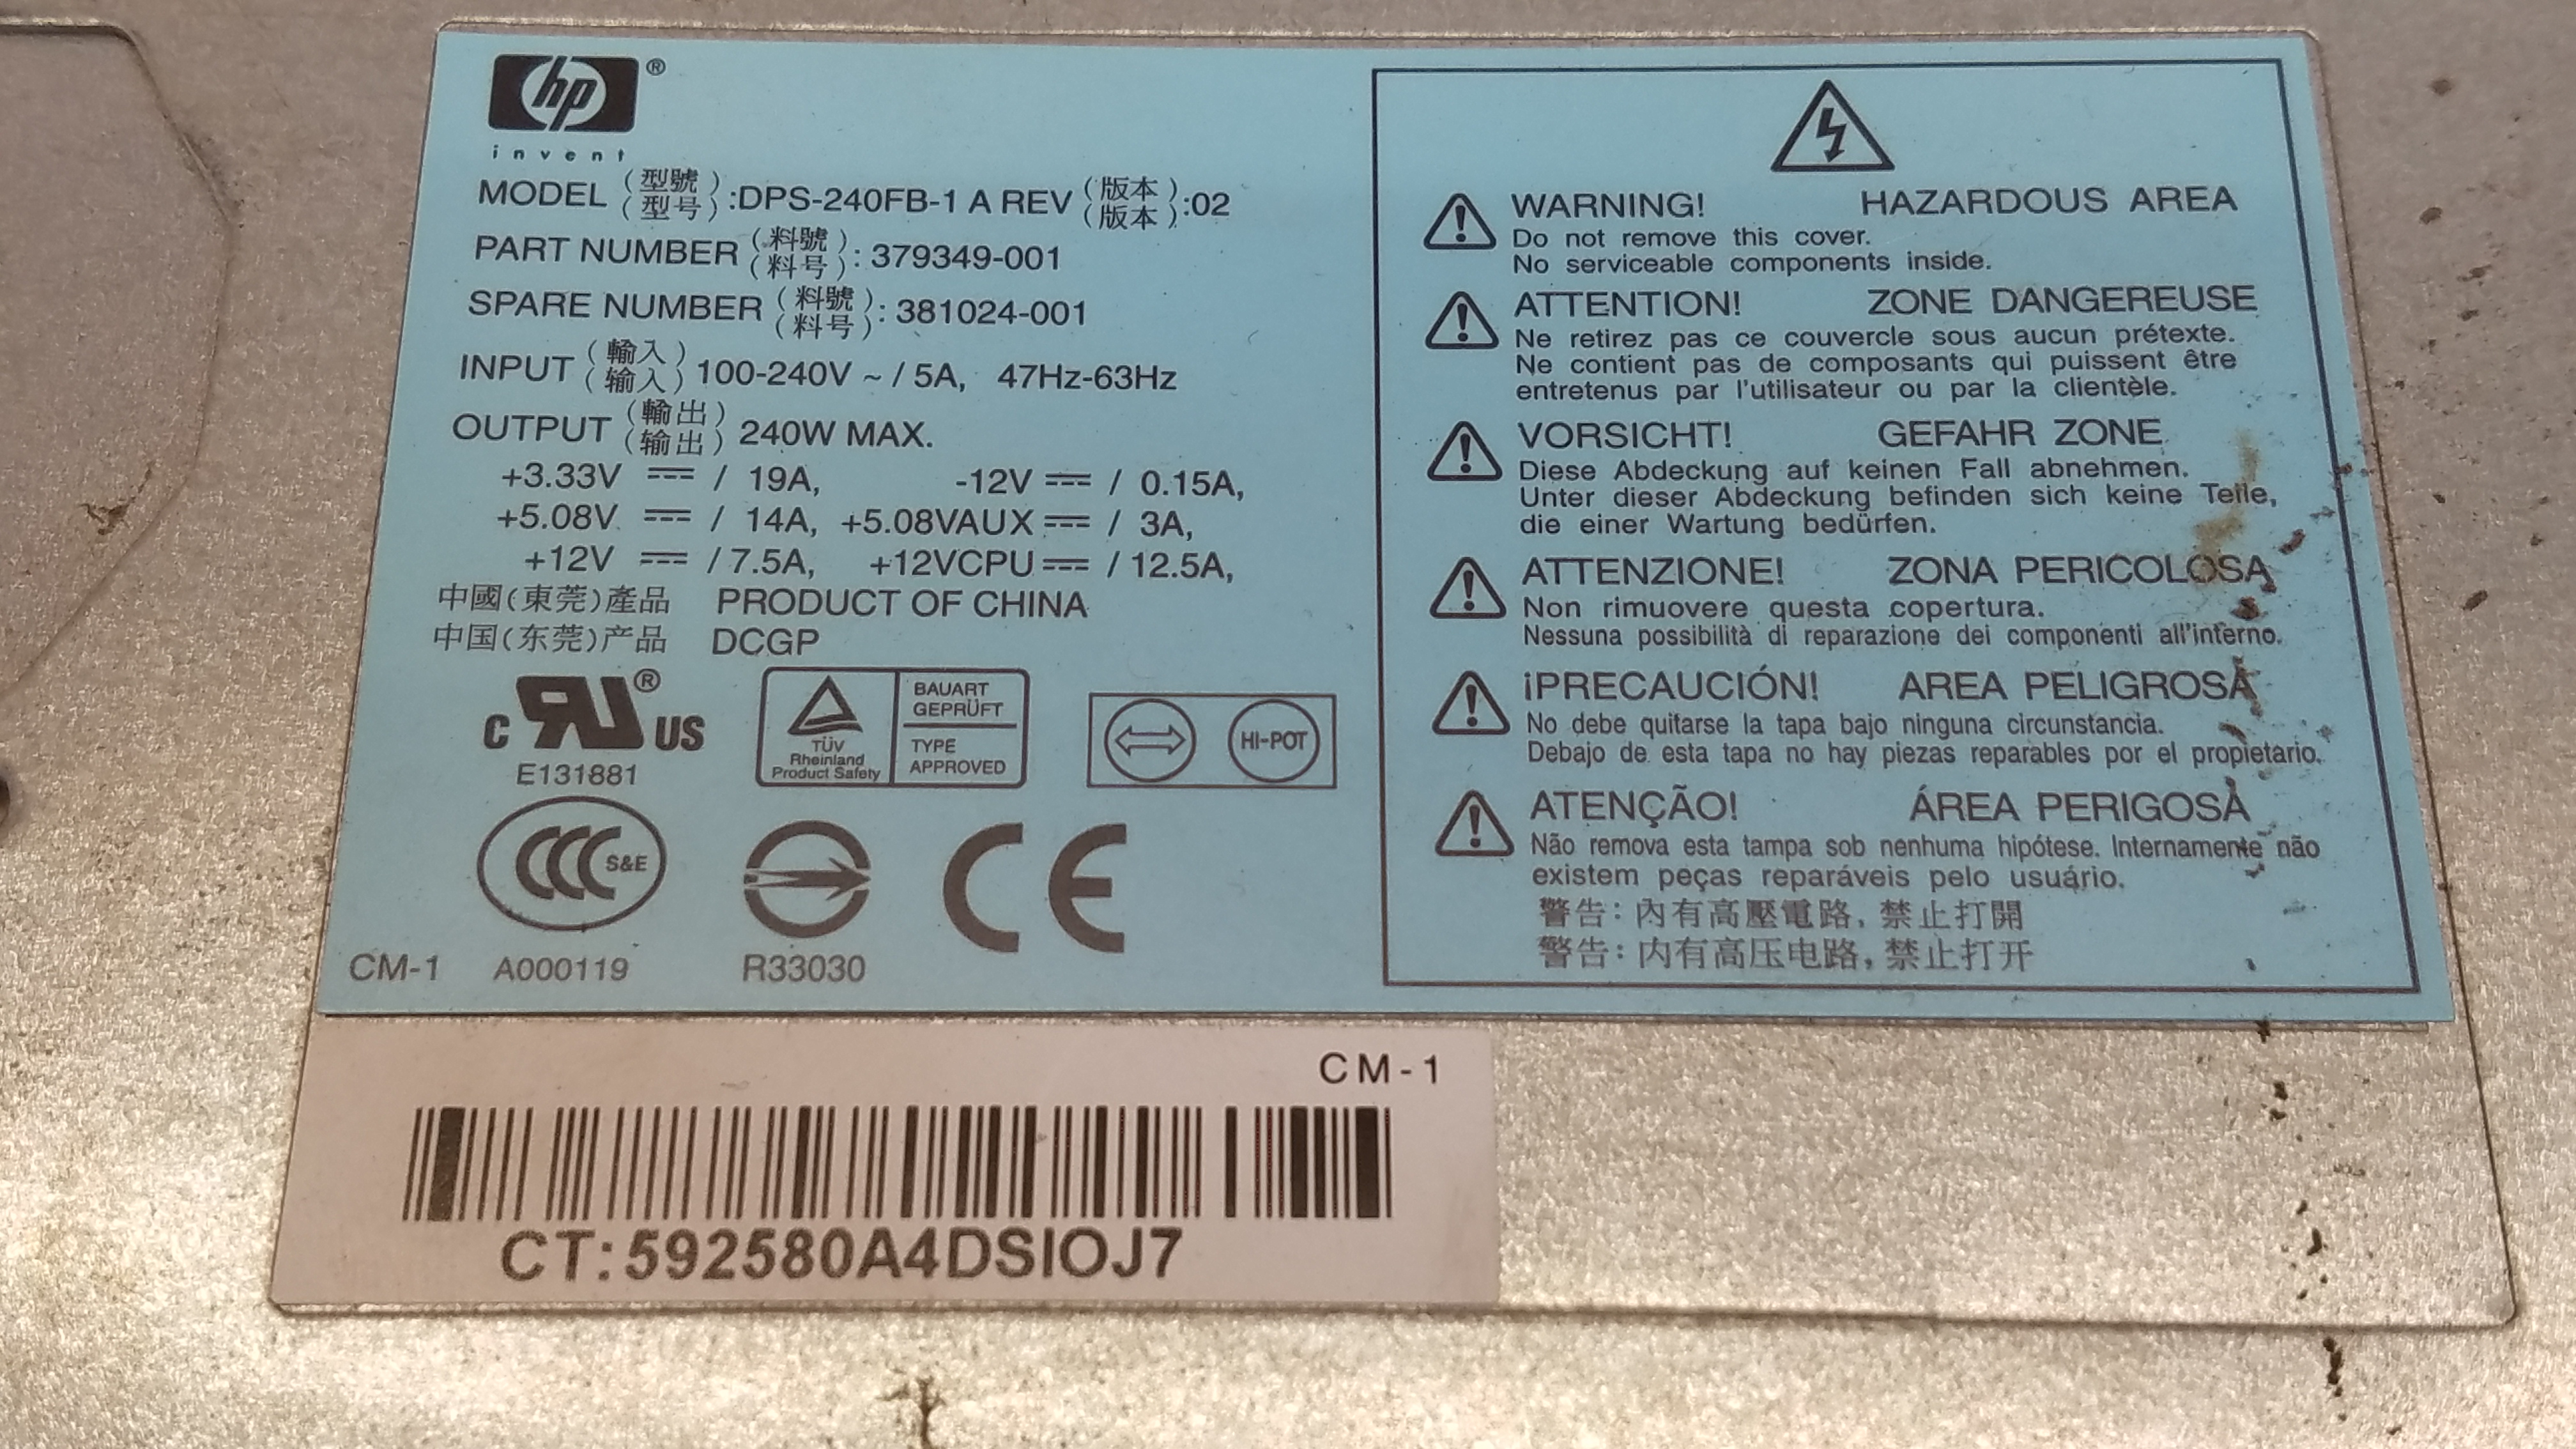 hp ®
invent
MODEL (型號) (型号) :DPS-240FB-1 A REV (版本) (版本) :02
PART NUMBER (料號) (料号) : 379349-001
SPARE NUMBER (料號) (料号) : 381024-001
INPUT (輸入) (输入) 100-240V ~ / 5A, 47Hz-63Hz
OUTPUT (輸出) (输出) 240W MAX.
+3.33V ⎓ / 19A, -12V ⎓ / 0.15A,
+5.08V ⎓ / 14A, +5.08VAUX ⎓ / 3A,
+12V ⎓ / 7.5A, +12VCPU ⎓ / 12.5A,
中國(東莞)產品 PRODUCT OF CHINA
中国(东莞)产品 DCGP
C RU ® US
E131881
TÜV
Rheinland
Product Safety
BAUART
GEPRÜFT
TYPE
APPROVED
HI-POT
CCC S&E
CE
CM-1 A000119 R33030
WARNING! HAZARDOUS AREA
Do not remove this cover.
No serviceable components inside.
ATTENTION! ZONE DANGEREUSE
Ne retirez pas ce couvercle sous aucun prétexte.
Ne contient pas de composants qui puissent être
entretenus par l'utilisateur ou par la clientèle.
VORSICHT! GEFAHR ZONE
Diese Abdeckung auf keinen Fall abnehmen.
Unter dieser Abdeckung befinden sich keine Teile,
die einer Wartung bedürfen.
ATTENZIONE! ZONA PERICOLOSA
Non rimuovere questa copertura.
Nessuna possibilità di reparazione dei componenti all'interno.
¡PRECAUCIÓN! AREA PELIGROSA
No debe quitarse la tapa bajo ninguna circunstancia.
Debajo de esta tapa no hay piezas reparables por el propietario.
ATENÇÃO! ÁREA PERIGOSA
Não remova esta tampa sob nenhuma hipótese. Internamente não
existem peças reparáveis pelo usuário.
警告: 內有高壓電路, 禁止打開
警告: 内有高压电路, 禁止打开
CM-1
CT:592580A4DSIOJ7